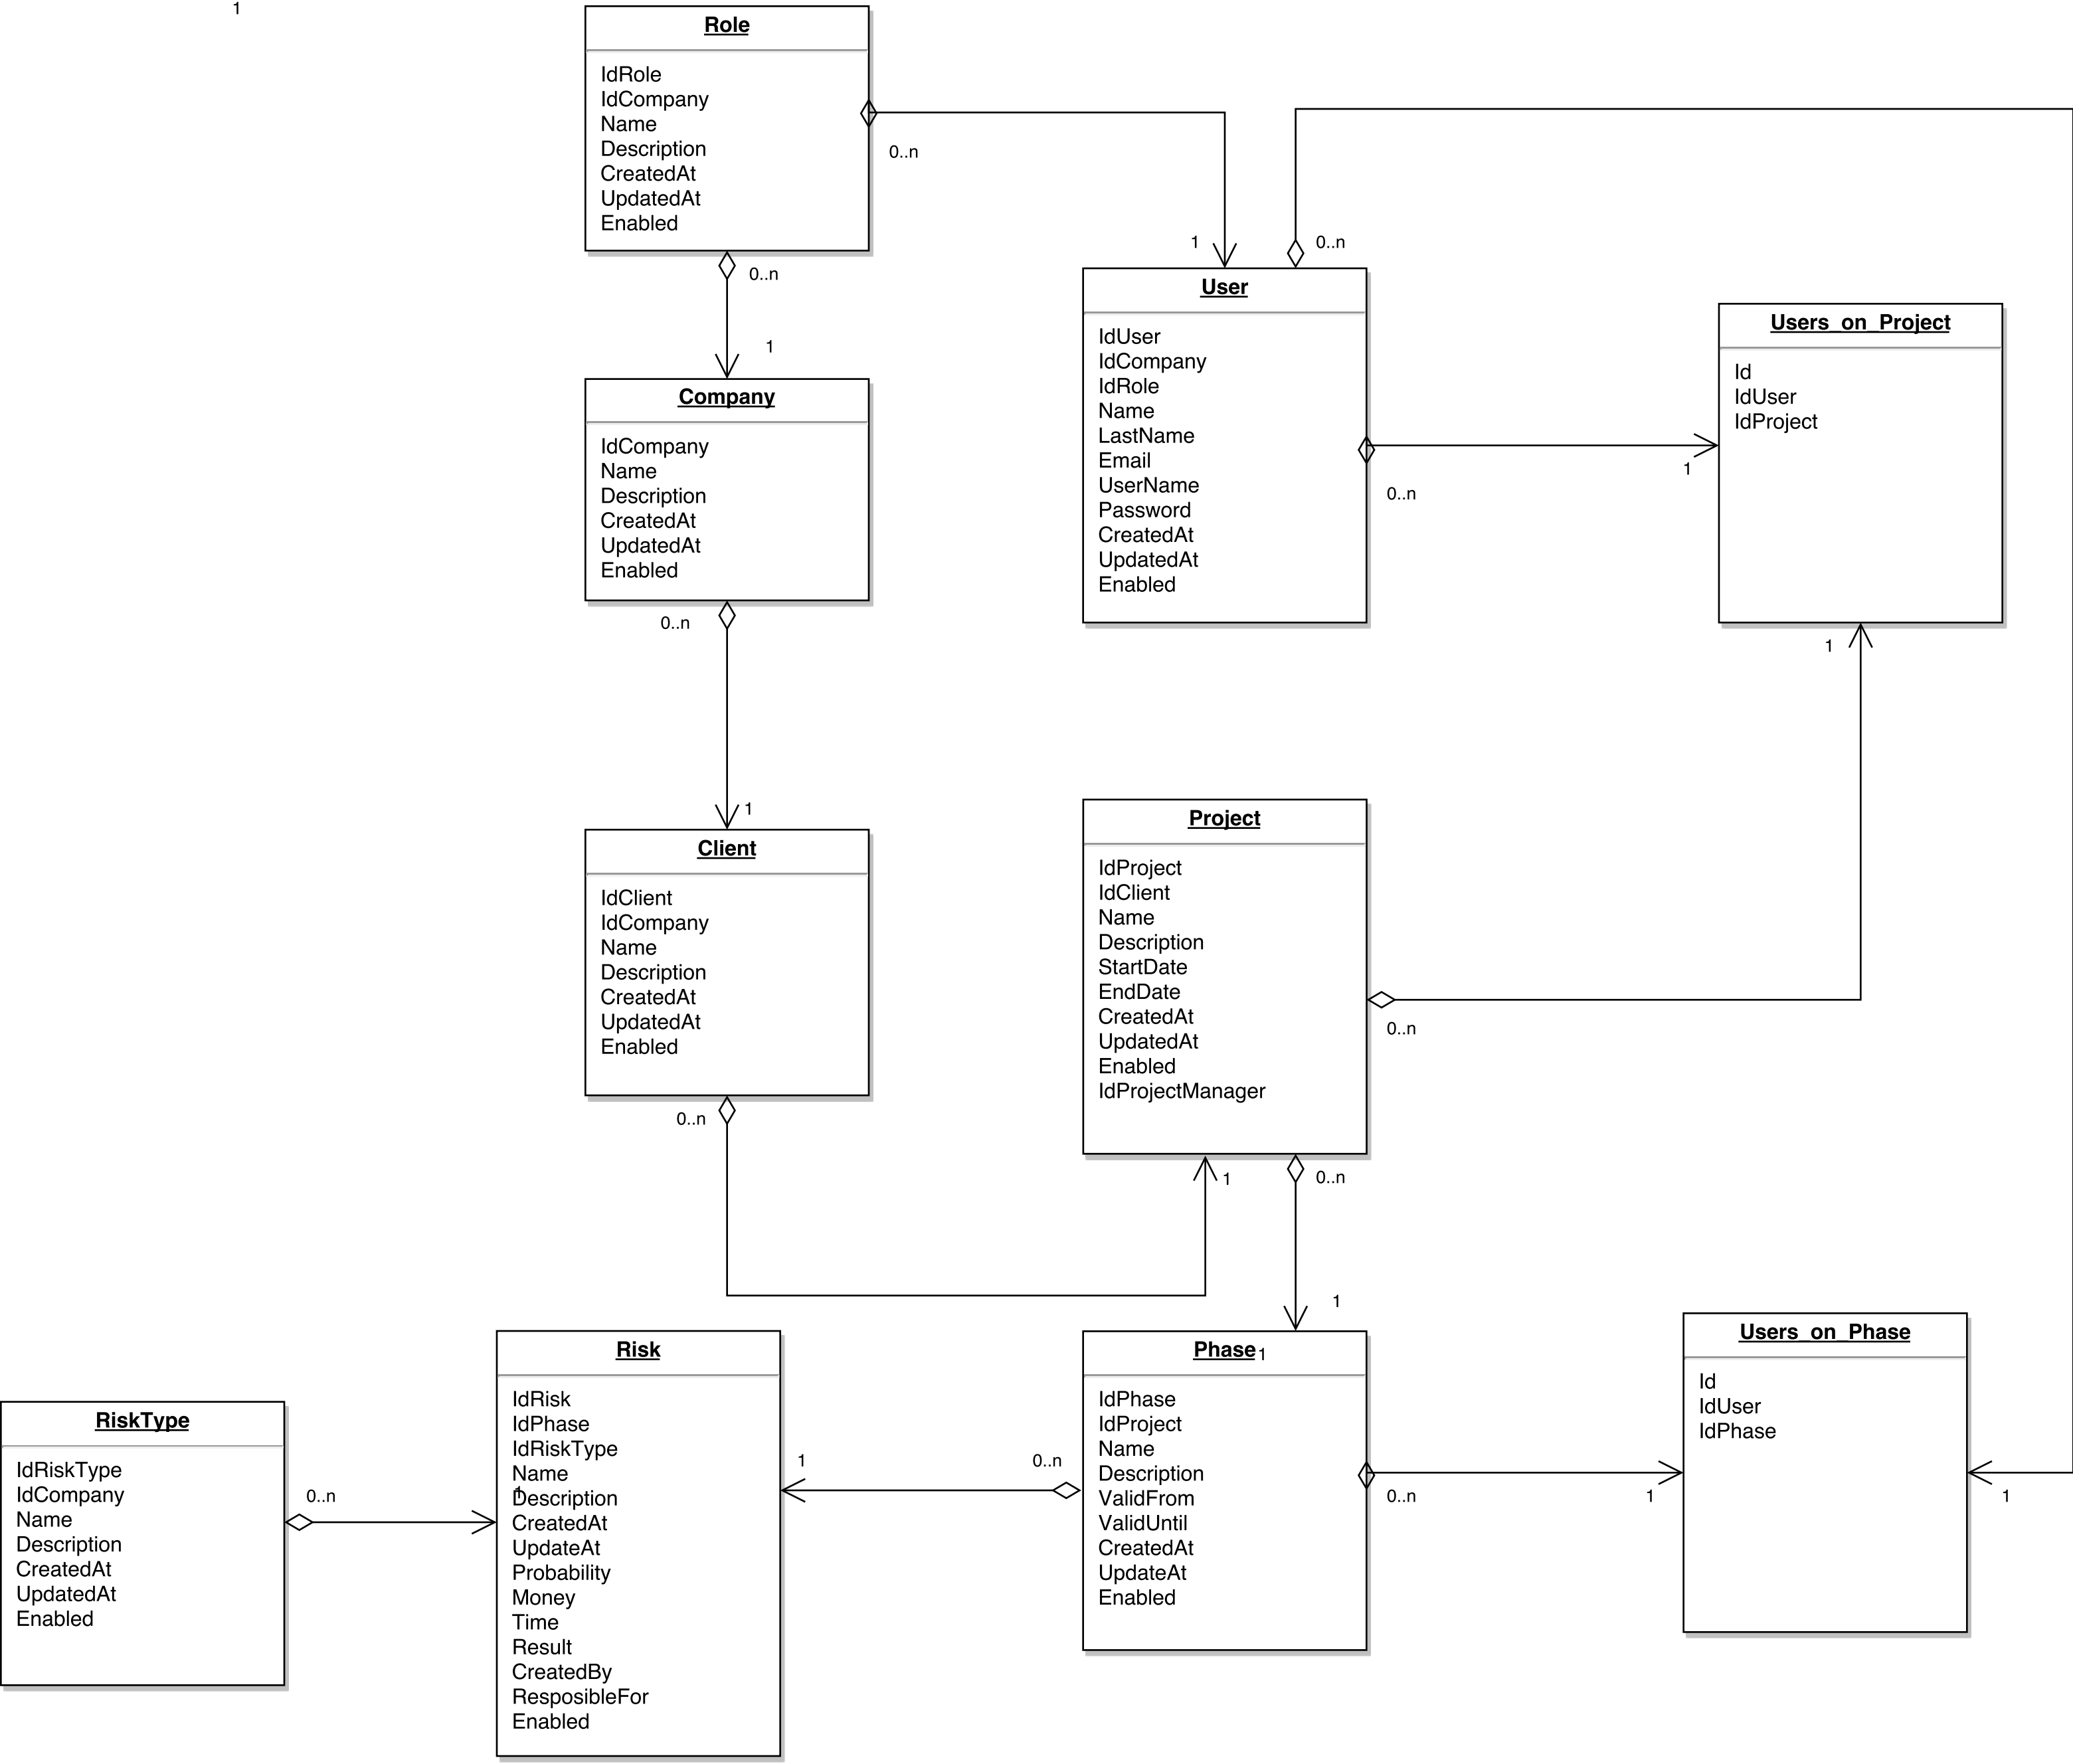 1
Role
IdRole
IdCompany
Name
Description
CreatedAt
UpdatedAt
Enabled
0..n
0..n
1
Company
IdCompany
Name
Description
CreatedAt
UpdatedAt
Enabled
0..n
1
Client
IdClient
IdCompany
Name
Description
CreatedAt
UpdatedAt
Enabled
0..n
1
0..n
User
IdUser
IdCompany
IdRole
Name
LastName
Email
UserName
Password
CreatedAt
UpdatedAt
Enabled
0..n
1
Users_on_Project
Id
IdUser
IdProject
1
Project
IdProject
IdClient
Name
Description
StartDate
EndDate
CreatedAt
UpdatedAt
Enabled
IdProjectManager
0..n
1
0..n
1
RiskType
IdRiskType
IdCompany
Name
Description
CreatedAt
UpdatedAt
Enabled
0..n
Risk
IdRisk
IdPhase
IdRiskType
Name
1
Description
CreatedAt
UpdateAt
Probability
Money
Time
Result
CreatedBy
ResposibleFor
Enabled
1
0..n
Phase
1
IdPhase
IdProject
Name
Description
ValidFrom
ValidUntil
CreatedAt
UpdateAt
Enabled
0..n
1
Users_on_Phase
Id
IdUser
IdPhase
1